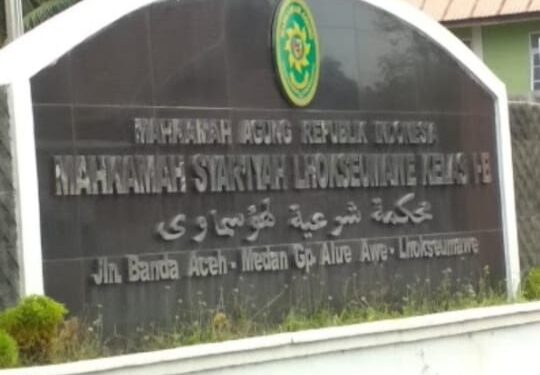 MAHKAMAH AGUNG REPUBLIK INDONESIA
MAHKAMAH SYAR'IYAH LHOKSEUMAWE KELAS I-B
محكمة شرعية لهؤسماوى
Jln. Banda Aceh - Medan Gp. Alue Awe - Lhokseumawe